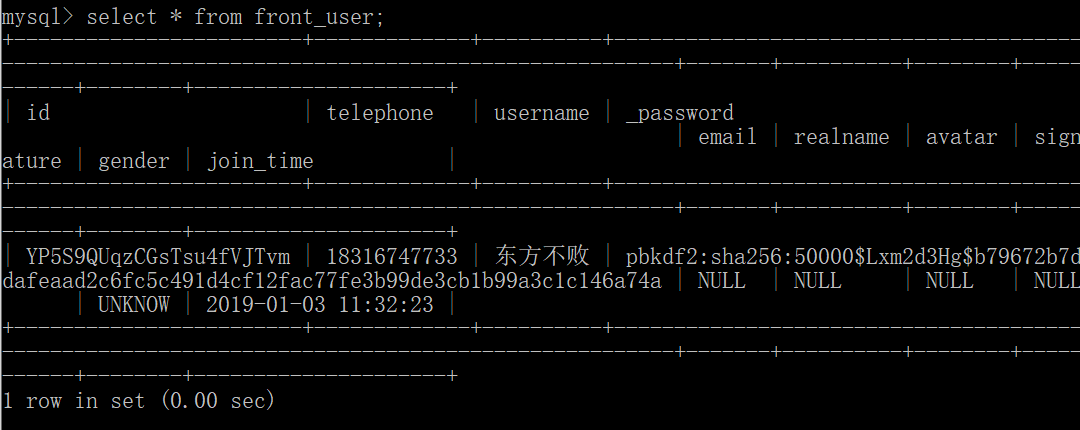 mysql> select * from front_user;
+------------------------+-------------+----------+---------------------------------------
--------------------------------------------------------+-------+----------+--------+-----
------+--------+---------------------+
| id                     | telephone   | username | _password
                                                        | email | realname | avatar | sign
ature | gender | join_time           |
+------------------------+-------------+----------+---------------------------------------
--------------------------------------------------------+-------+----------+--------+-----
------+--------+---------------------+
| YP5S9QUqzCGsTsu4fVJTvm | 18316747733 | 东方不败 | pbkdf2:sha256:50000$Lxm2d3Hg$b79672b7d
dafeaad2c6fc5c491d4cf12fac77fe3b99de3cb1b99a3c1c146a74a | NULL  | NULL     | NULL   | NULL
      | UNKNOW | 2019-01-03 11:32:23 |
+------------------------+-------------+----------+---------------------------------------
--------------------------------------------------------+-------+----------+--------+-----
------+--------+---------------------+
1 row in set (0.00 sec)